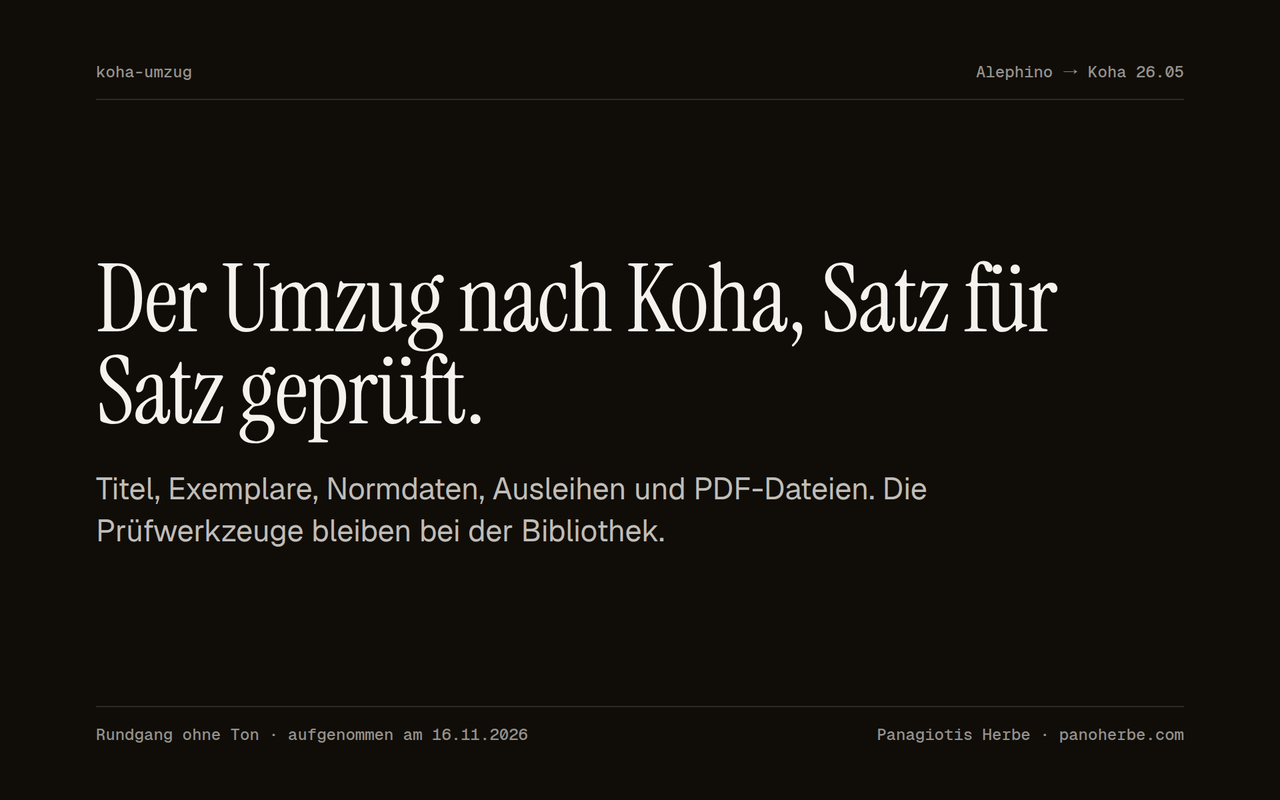 koha-umzug
Alephino → Koha 26.05
Der Umzug nach Koha, Satz für
Satz geprüft.
Titel, Exemplare, Normdaten, Ausleihen und PDF-Dateien. Die
Prüfwerkzeuge bleiben bei der Bibliothek.
Rundgang ohne Ton · aufgenommen am 16.11.2026
Panagiotis Herbe · panoherbe.com